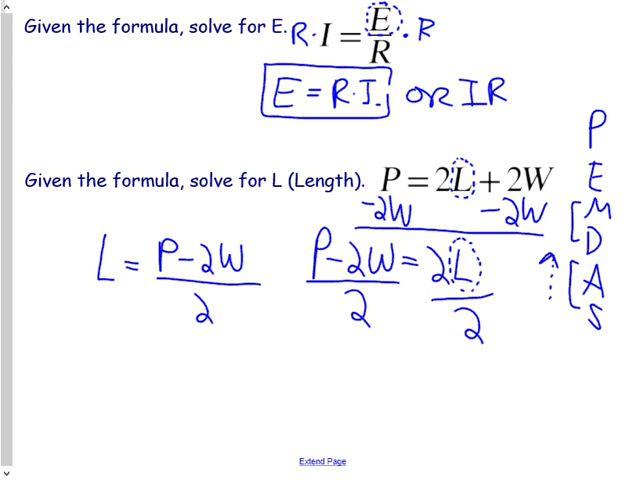 Given the formula, solve for E. R · I = E/R · R
E = R·I. OR IR
Given the formula, solve for L (Length). P = 2L + 2W
-2W -2W
L = P-2W/2 P-2W/2 = 2L/2
P
E
M
D
A
S
Extend Page